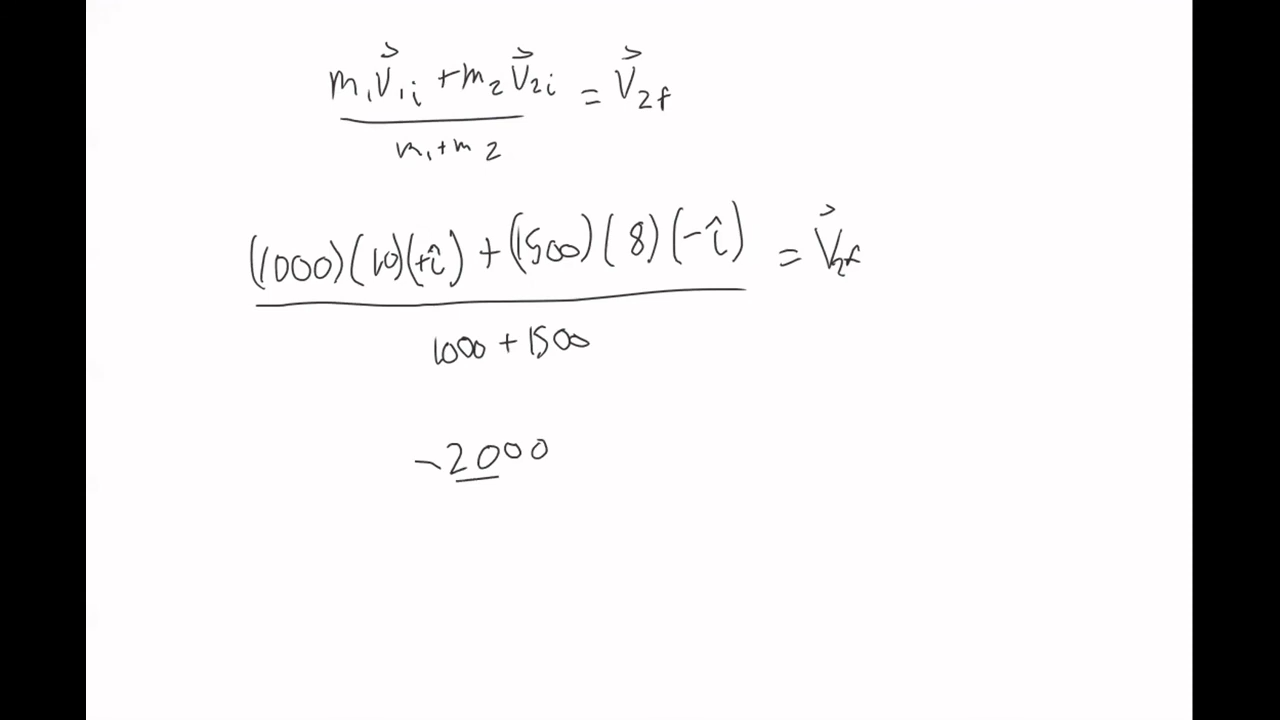 m₁v⃗₁ᵢ + m₂v⃗₂ᵢ = v⃗₂f
m₁ + m₂
(1000)(10)(+î) + (1500)(8)(-î) = v⃗₂f
1000 + 1500
-2000